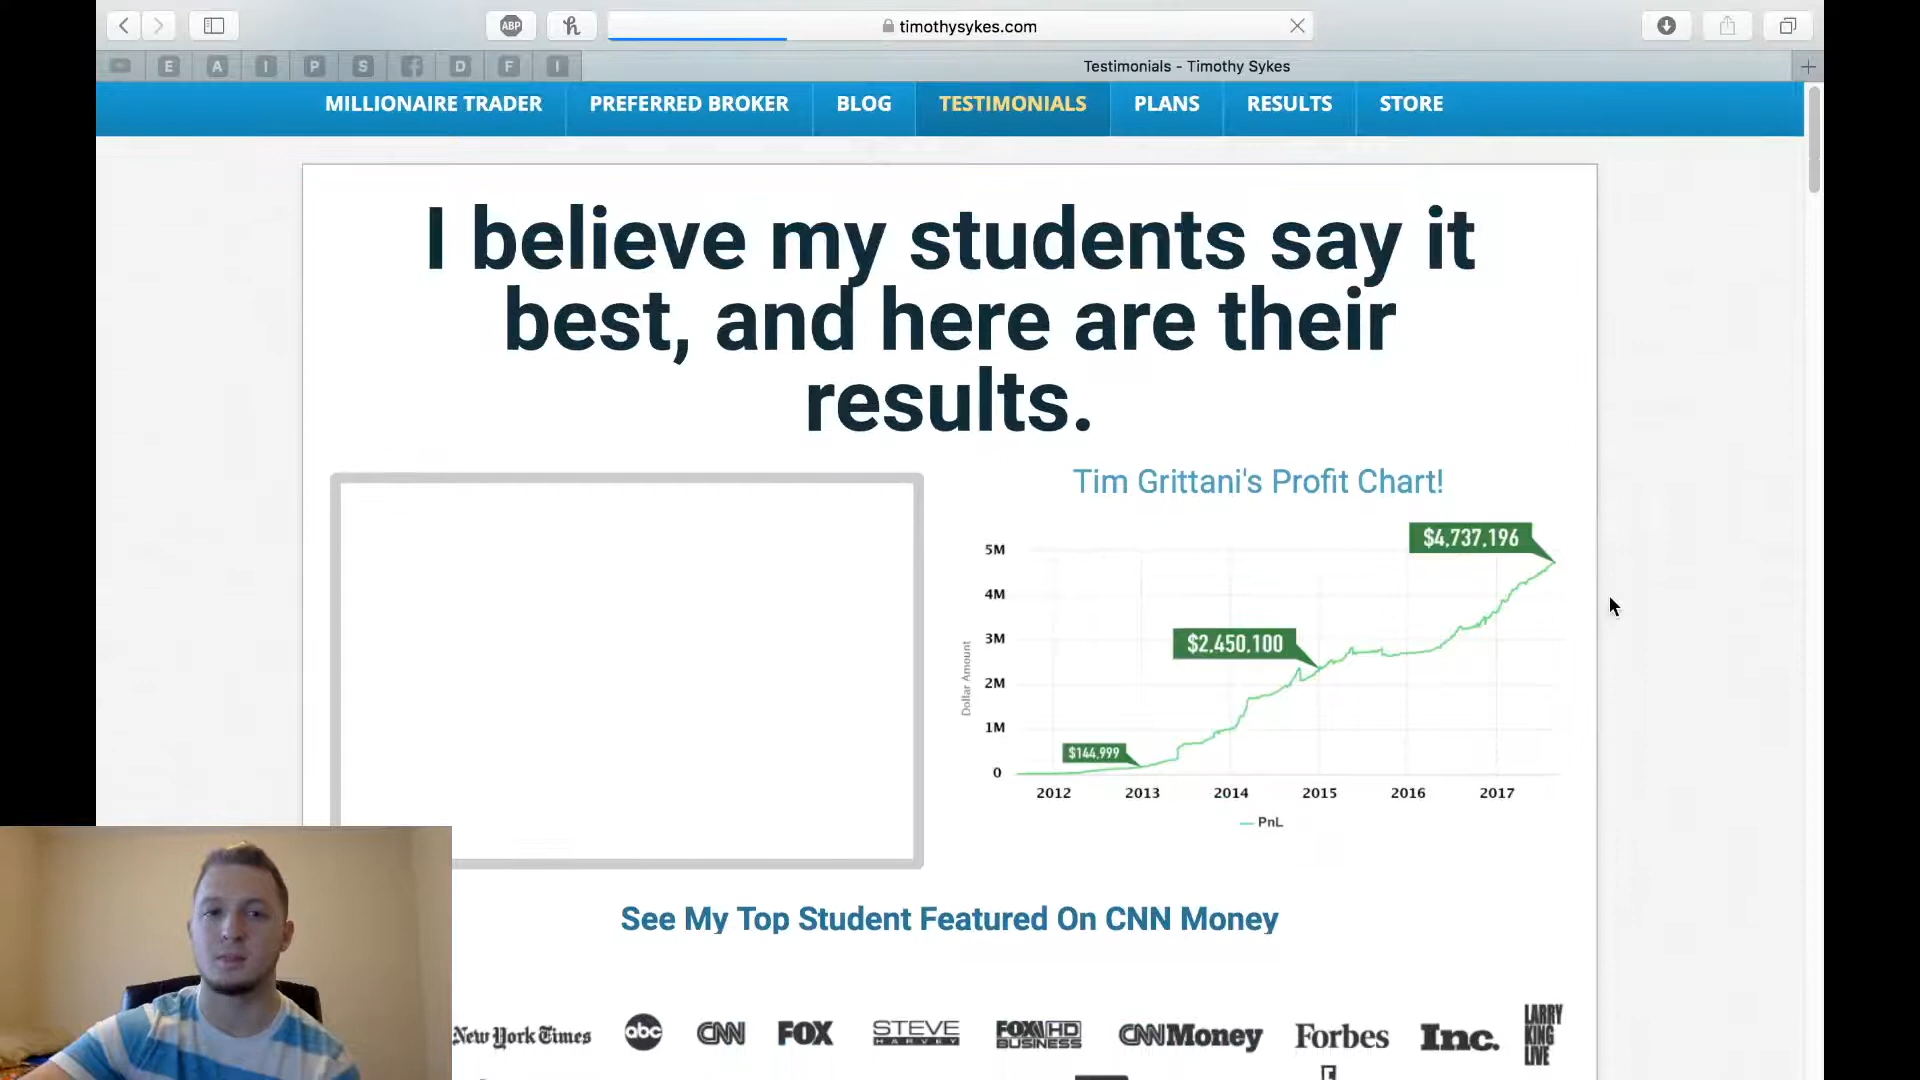 ABP
h
timothysykes.com
E A I P S f D F I
Testimonials - Timothy Sykes
MILLIONAIRE TRADER
PREFERRED BROKER
BLOG
TESTIMONIALS
PLANS
RESULTS
STORE
I believe my students say it
best, and here are their
results.
Tim Grittani's Profit Chart!
$4,737,196
5M
4M
$2,450,100
3M
Dollar Amount
2M
1M
$144,999
0
2012 2013 2014 2015 2016 2017
PnL
See My Top Student Featured On CNN Money
New York Times
abc
CNN
FOX
STEVE
HARVEY
FOX HD
BUSINESS
CNNMoney
Forbes
Inc.
LARRY
KING
LIVE